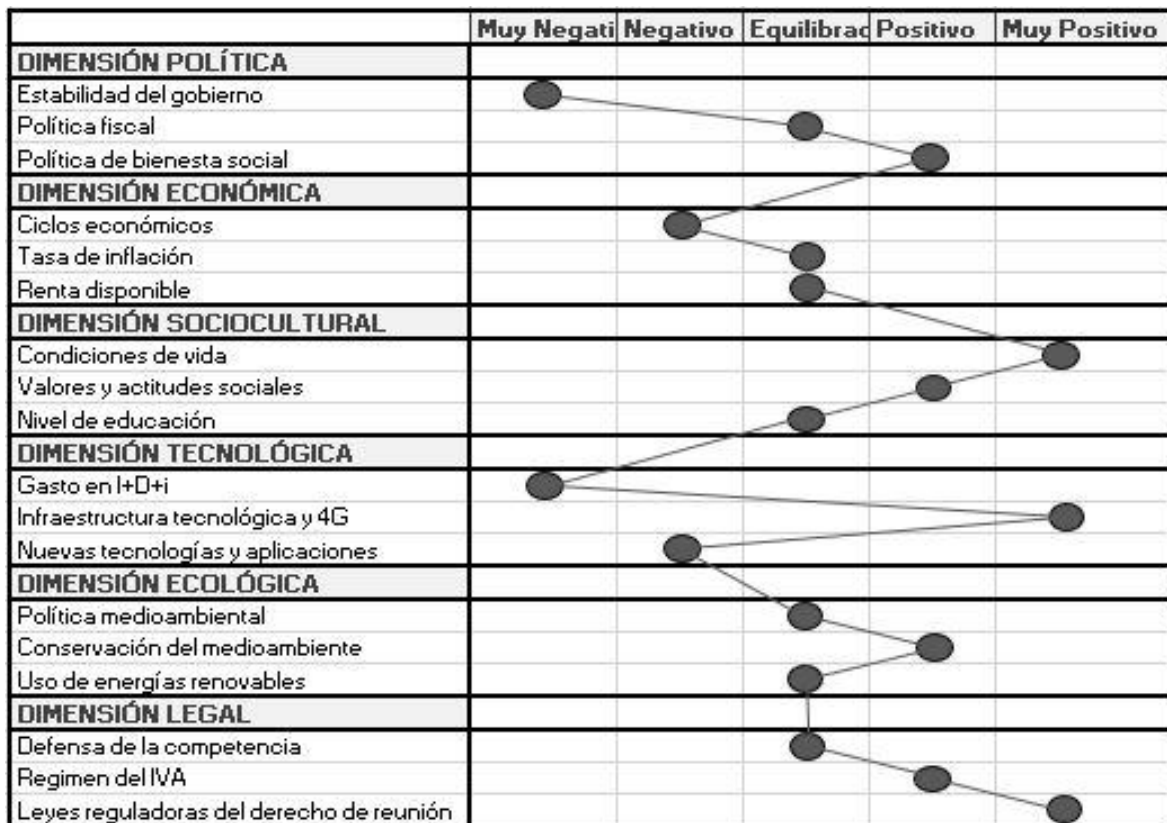 Muy Negati Negativo Equilibrad Positivo Muy Positivo
DIMENSIÓN POLÍTICA
Estabilidad del gobierno
Política fiscal
Política de bienesta social
DIMENSIÓN ECONÓMICA
Ciclos económicos
Tasa de inflación
Renta disponible
DIMENSIÓN SOCIOCULTURAL
Condiciones de vida
Valores y actitudes sociales
Nivel de educación
DIMENSIÓN TECNOLÓGICA
Gasto en I+D+i
Infraestructura tecnológica y 4G
Nuevas tecnologías y aplicaciones
DIMENSIÓN ECOLÓGICA
Política medioambiental
Conservación del medioambiente
Uso de energías renovables
DIMENSIÓN LEGAL
Defensa de la competencia
Regimen del IVA
Leyes reguladoras del derecho de reunión